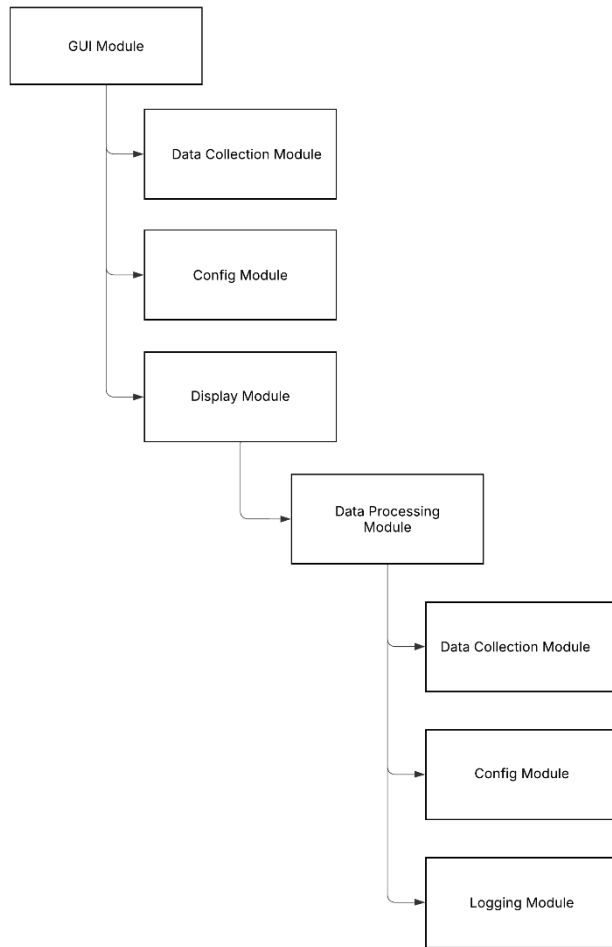 GUI Module
Data Collection Module
Config Module
Display Module
Data Processing
Module
Data Collection Module
Config Module
Logging Module